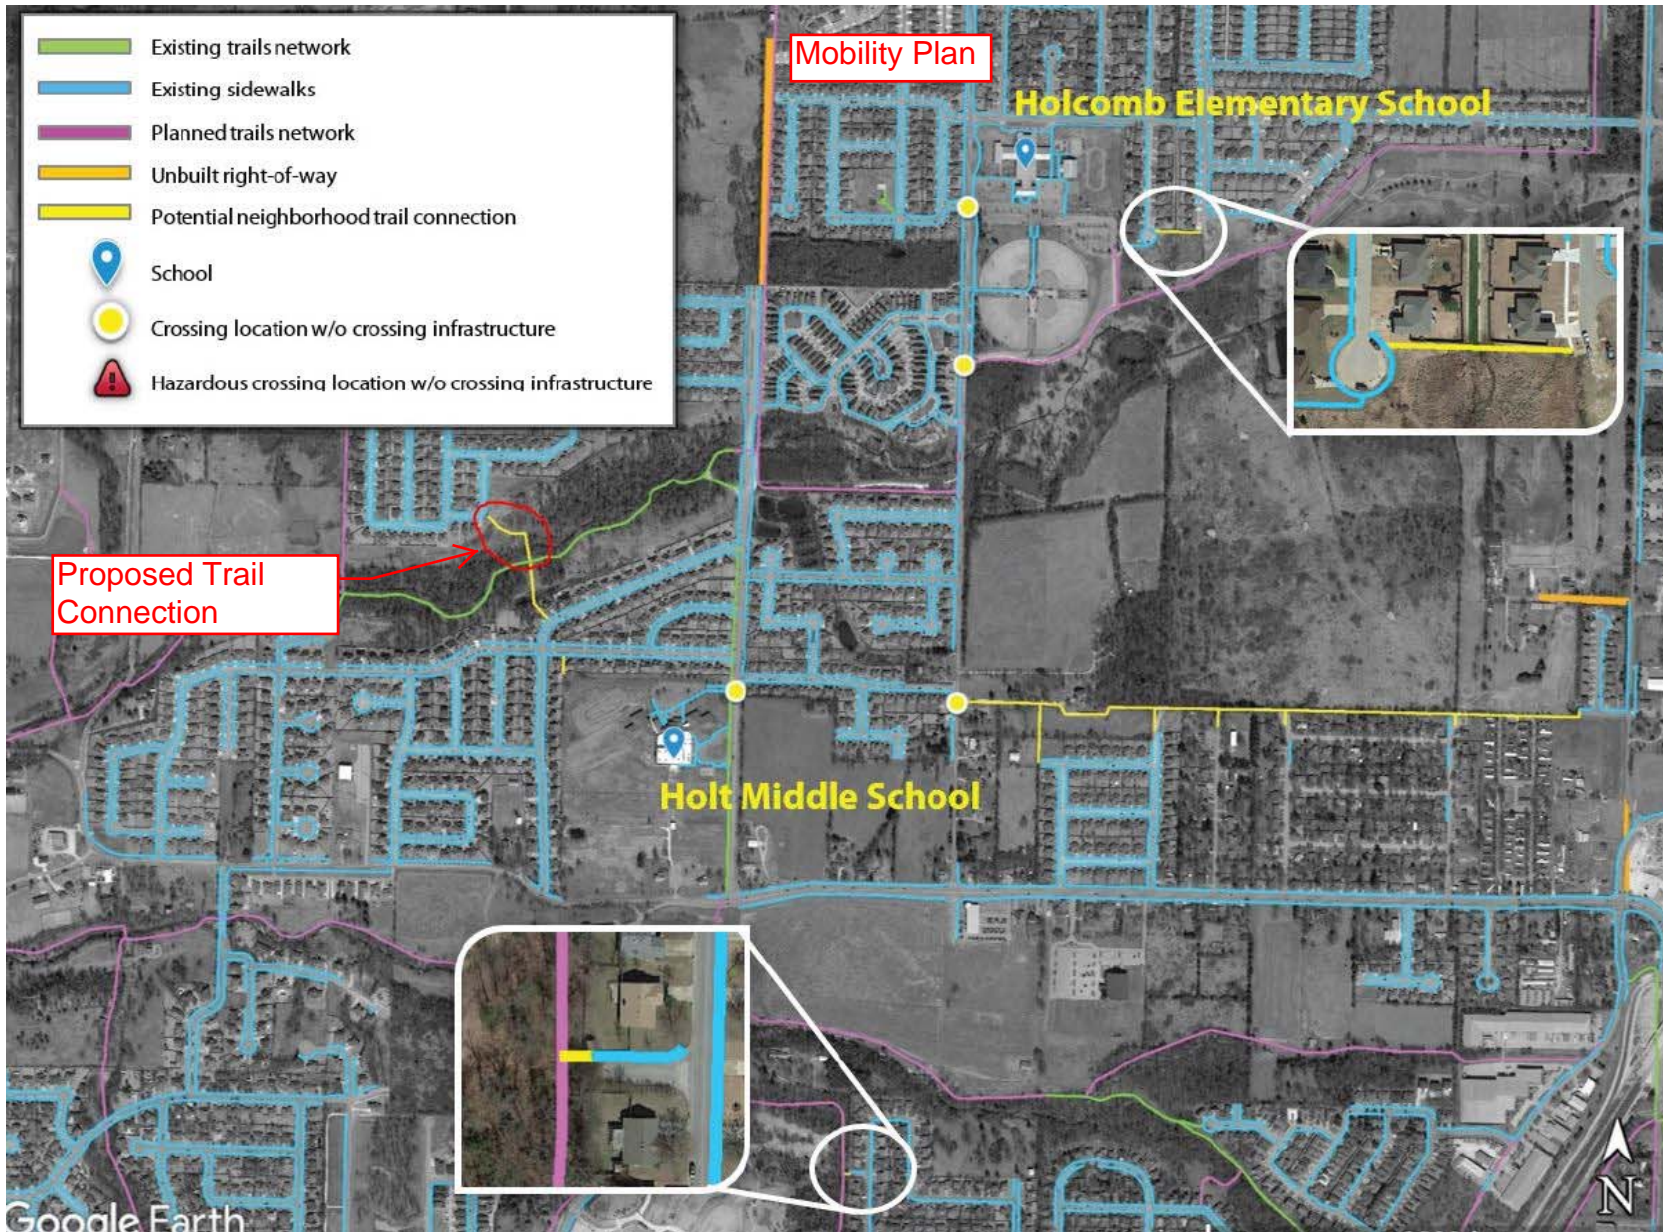 Existing trails network
Existing sidewalks
Planned trails network
Unbuilt right-of-way
Potential neighborhood trail connection
School
Crossing location w/o crossing infrastructure
Hazardous crossing location w/o crossing infrastructure
Mobility Plan
Holcomb Elementary School
Proposed Trail
Connection
Holt Middle School
Google Earth
N